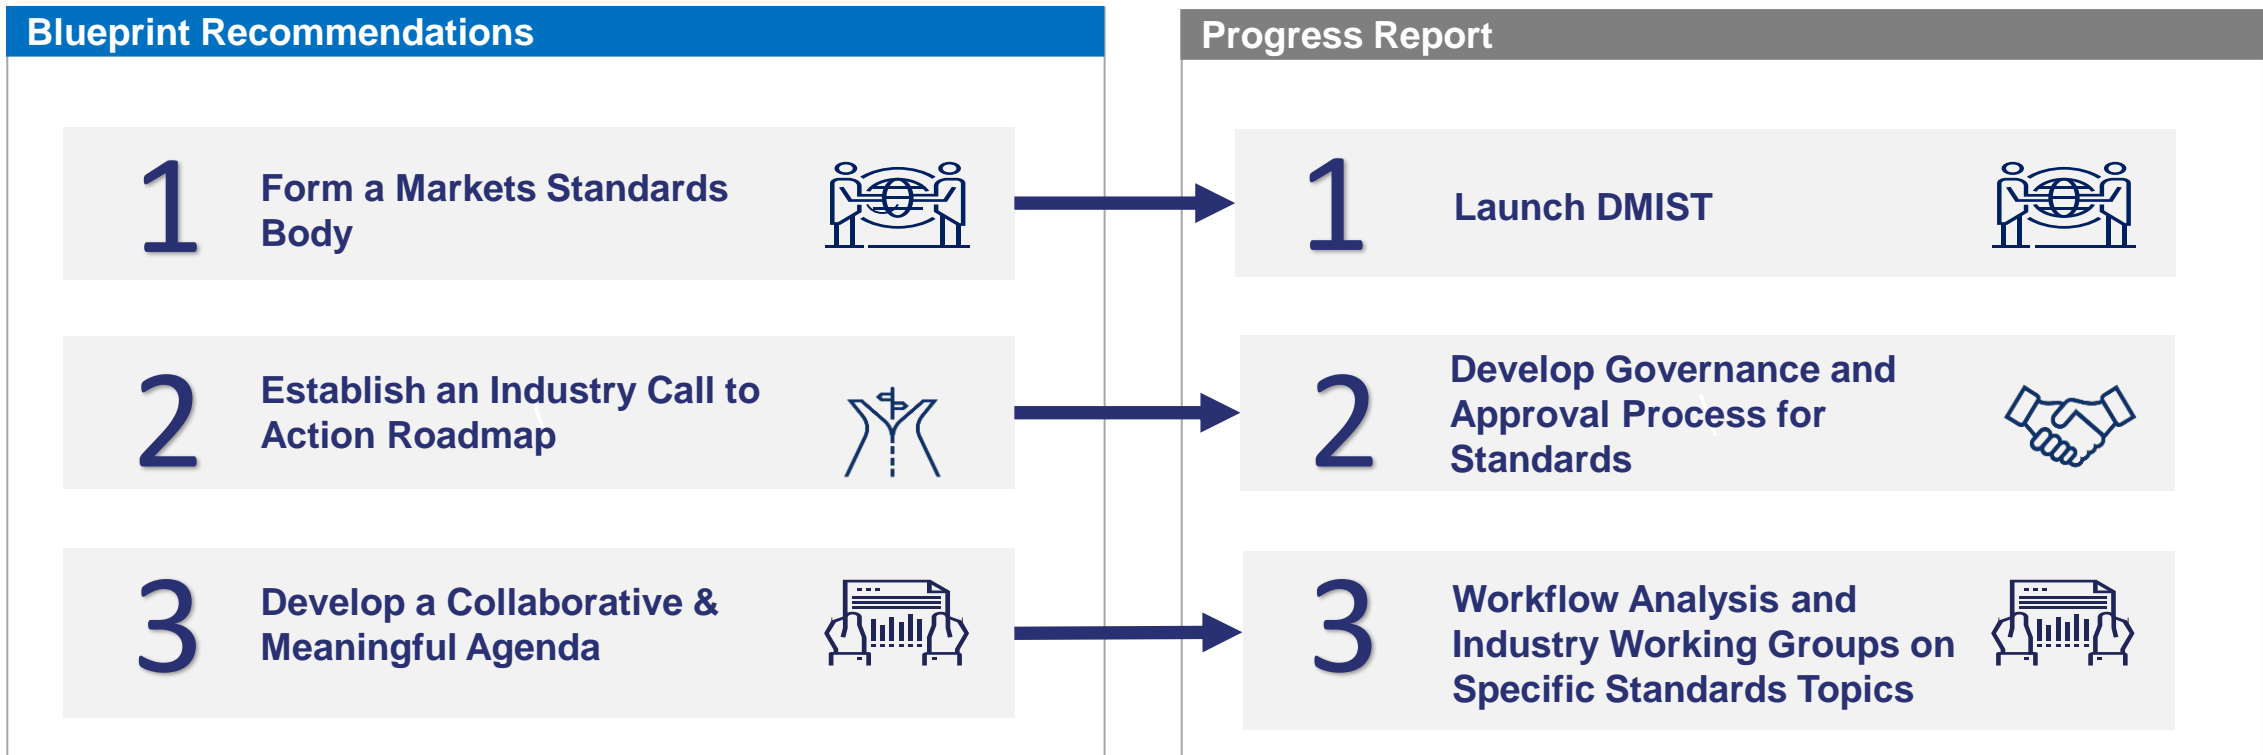 Blueprint Recommendations
1
Form a Markets Standards
Body
2
Establish an Industry Call to
Action Roadmap
3
Develop a Collaborative &
Meaningful Agenda
Progress Report
1
Launch DMIST
2
Develop Governance and
Approval Process for
Standards
3
Workflow Analysis and
Industry Working Groups on
Specific Standards Topics